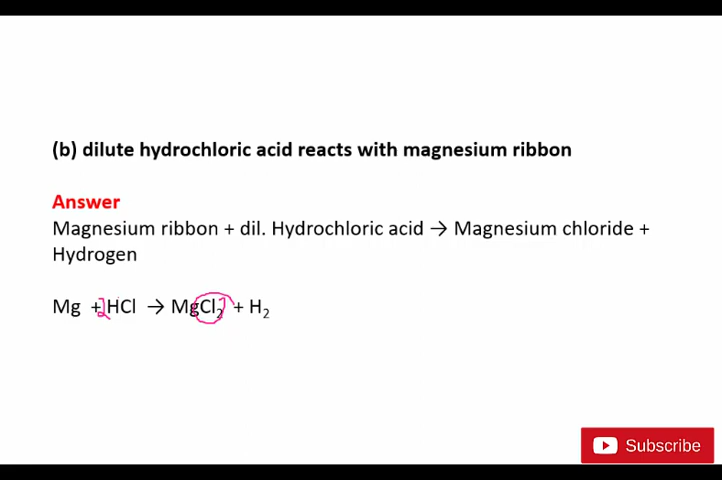 (b) dilute hydrochloric acid reacts with magnesium ribbon
Answer
Magnesium ribbon + dil. Hydrochloric acid → Magnesium chloride +
Hydrogen
Mg + 2HCl → MgCl₂ + H₂
Subscribe